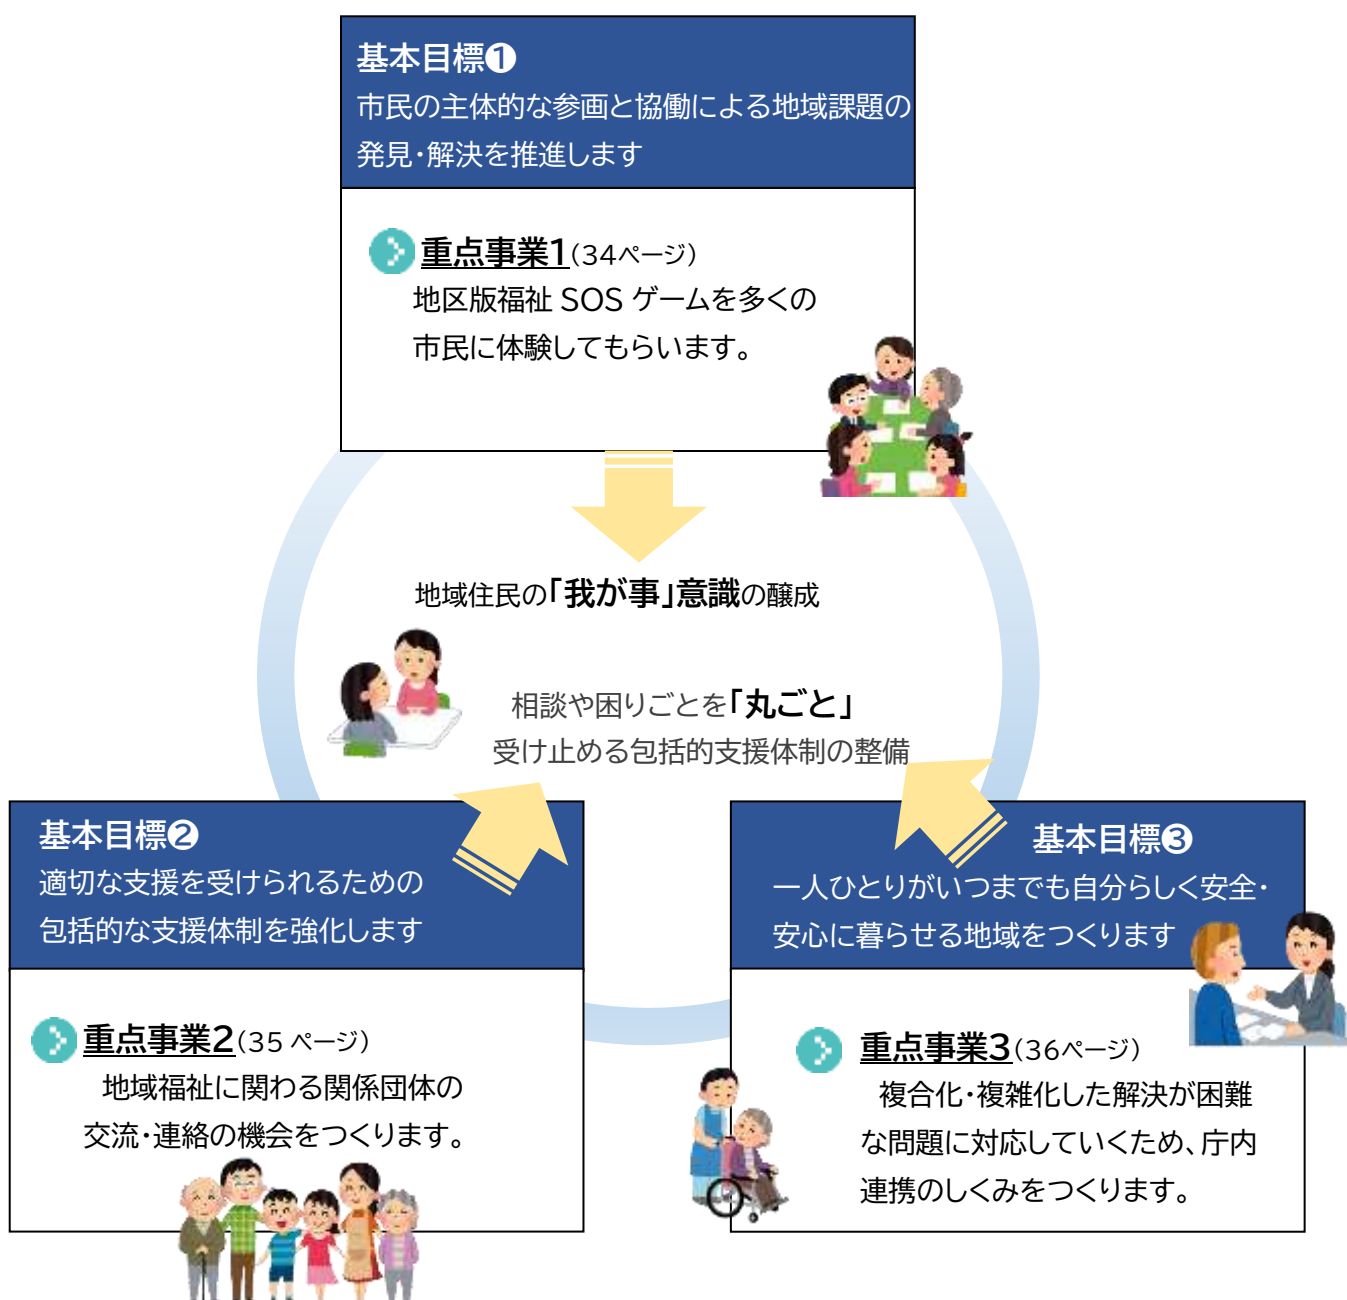 基本目標❶
市民の主体的な参画と協働による地域課題の
発見・解決を推進します
重点事業1(34ページ)
地区版福祉 SOS ゲームを多くの
市民に体験してもらいます。
地域住民の「我が事」意識の醸成
相談や困りごとを「丸ごと」
受け止める包括的支援体制の整備
基本目標❷
適切な支援を受けられるための
包括的な支援体制を強化します
重点事業2(35 ページ)
地域福祉に関わる関係団体の
交流・連絡の機会をつくります。
基本目標❸
一人ひとりがいつまでも自分らしく安全・
安心に暮らせる地域をつくります
重点事業3(36ページ)
複合化・複雑化した解決が困難
な問題に対応していくため、庁内
連携のしくみをつくります。